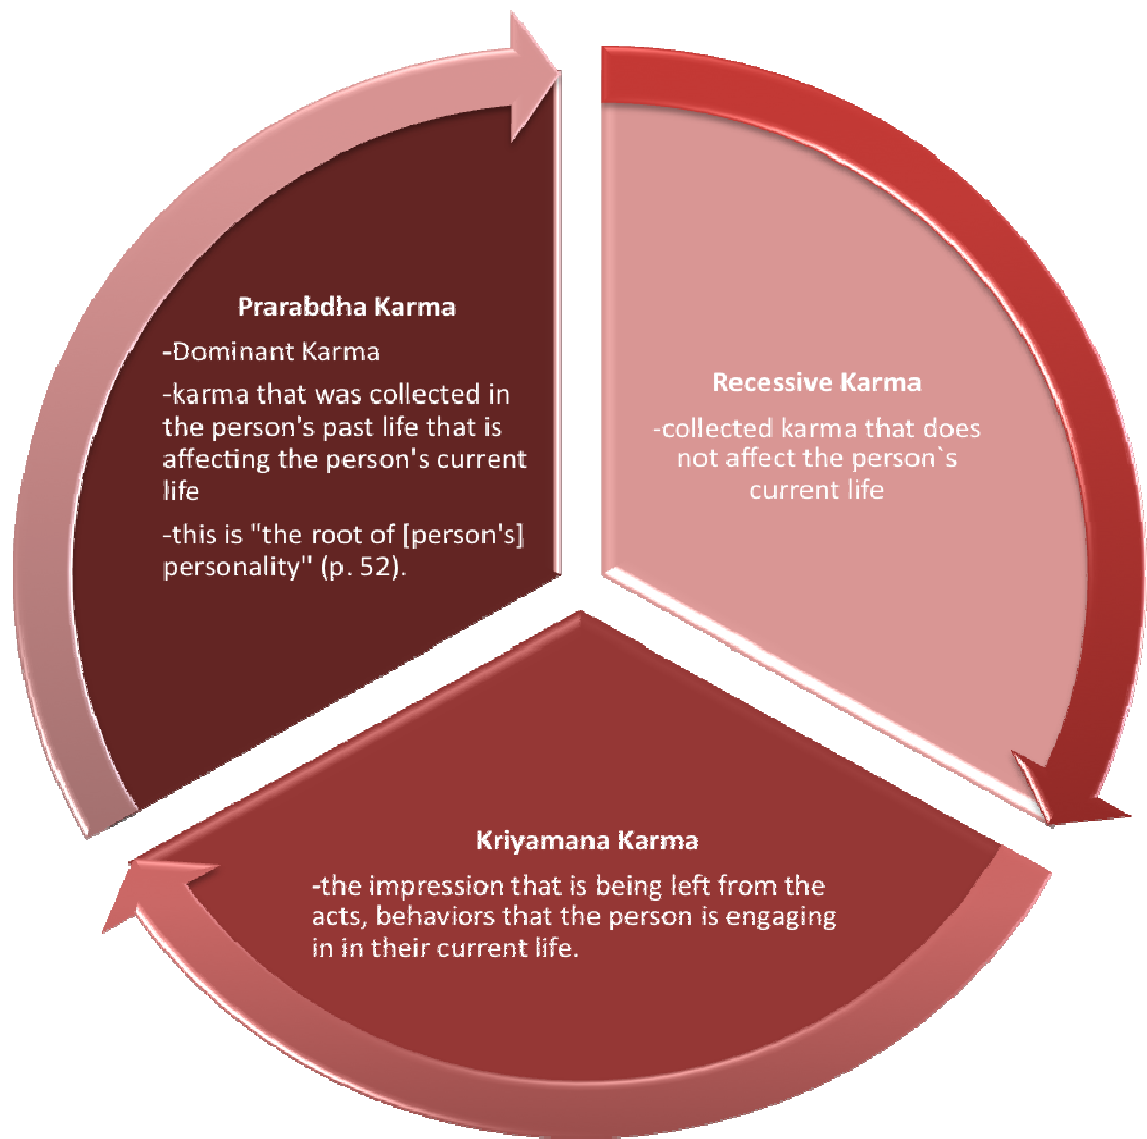 Prarabdha Karma
-Dominant Karma
-karma that was collected in
the person's past life that is
affecting the person's current
life
-this is "the root of [person's]
personality" (p. 52).
Recessive Karma
-collected karma that does
not affect the person`s
current life
Kriyamana Karma
-the impression that is being left from the
acts, behaviors that the person is engaging
in in their current life.